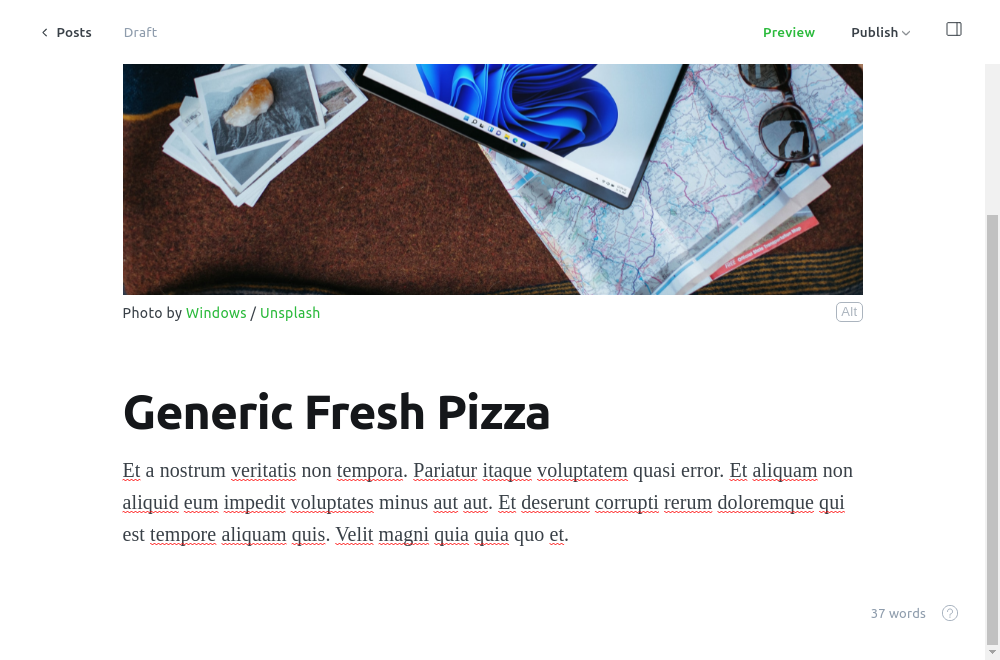 Posts Draft Preview Publish
Photo by Windows / Unsplash Alt
Generic Fresh Pizza
Et a nostrum veritatis non tempora. Pariatur itaque voluptatem quasi error. Et aliquam non
aliquid eum impedit voluptates minus aut aut. Et deserunt corrupti rerum doloremque qui
est tempore aliquam quis. Velit magni quia quia quo et.
37 words ?